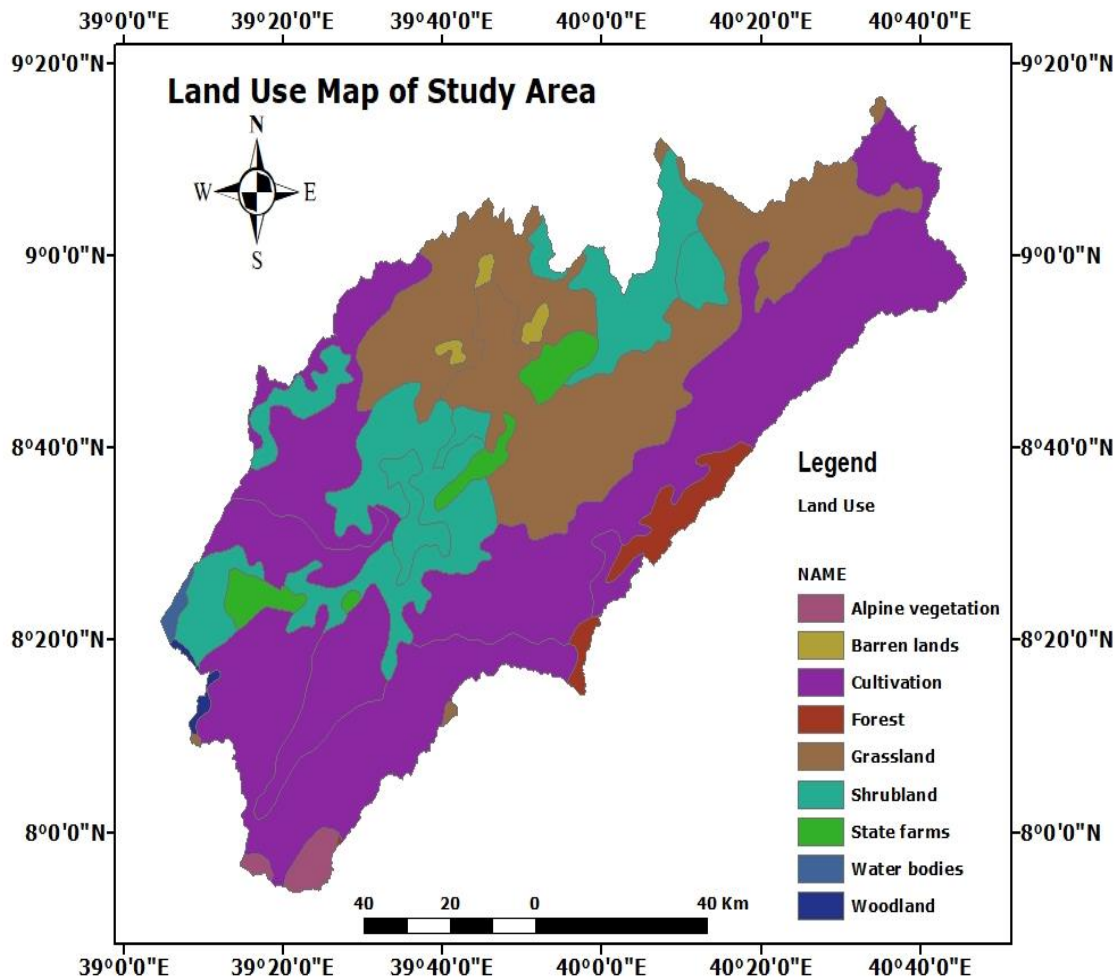 39°0'0"E 39°20'0"E 39°40'0"E 40°0'0"E 40°20'0"E 40°40'0"E
9°20'0"N 9°20'0"N
Land Use Map of Study Area
N
W E
S
9°0'0"N 9°0'0"N
8°40'0"N 8°40'0"N
Legend
Land Use
NAME
Alpine vegetation
Barren lands
8°20'0"N 8°20'0"N
Cultivation
Forest
Grassland
Shrubland
State farms
8°0'0"N 8°0'0"N
Water bodies
Woodland
40 20 0 40 Km
39°0'0"E 39°20'0"E 39°40'0"E 40°0'0"E 40°20'0"E 40°40'0"E